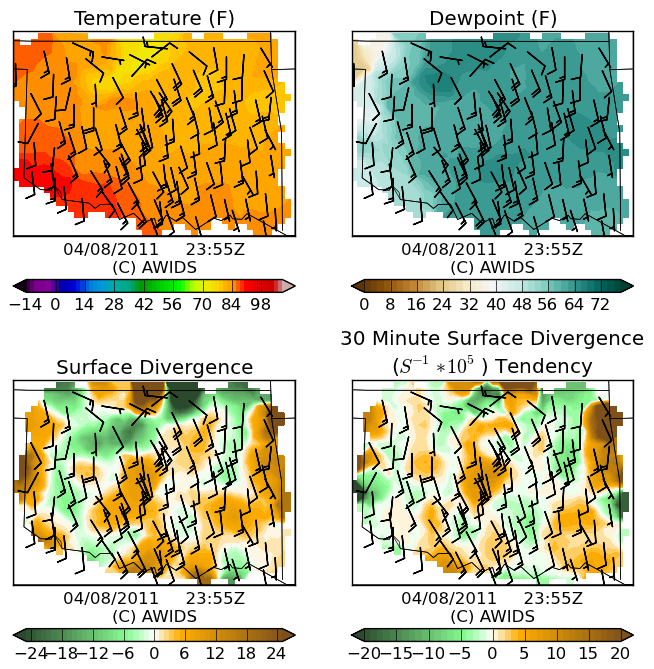 Temperature (F)
Dewpoint (F)
04/08/2011 23:55Z
(C) AWIDS
04/08/2011 23:55Z
(C) AWIDS
−14 0 14 28 42 56 70 84 98
0 8 16 24 32 40 48 56 64 72
Surface Divergence
30 Minute Surface Divergence
(S⁻¹ *10⁵ ) Tendency
04/08/2011 23:55Z
(C) AWIDS
04/08/2011 23:55Z
(C) AWIDS
−24 −18 −12 −6 0 6 12 18 24
−20 −15 −10 −5 0 5 10 15 20